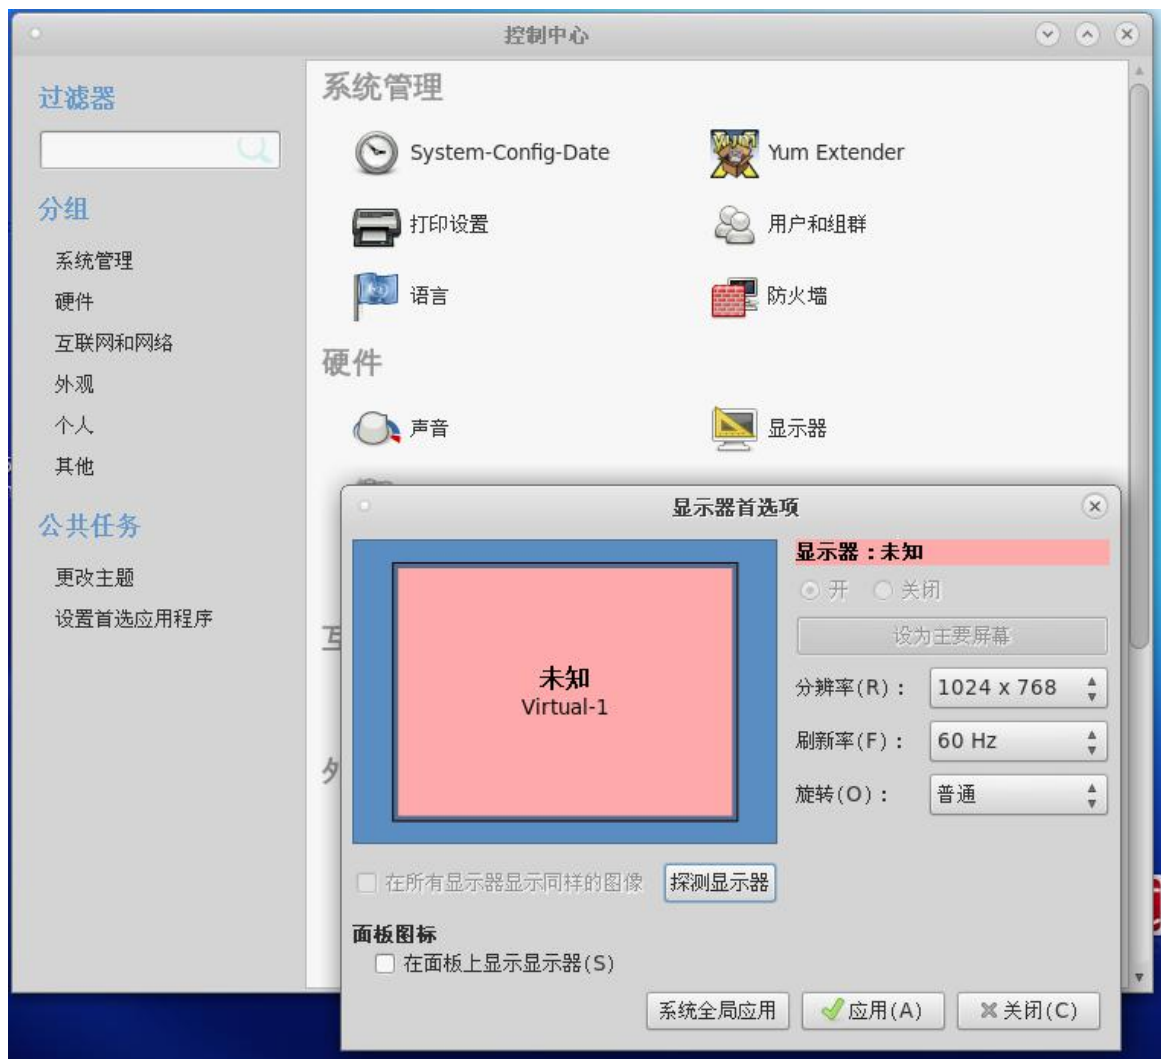 控制中心
过滤器
分组
系统管理
硬件
互联网和网络
外观
个人
其他
公共任务
更改主题
设置首选应用程序
系统管理
System-Config-Date
Yum Extender
打印设置
用户和组群
语言
防火墙
硬件
声音
显示器
显示器首选项
未知
Virtual-1
显示器：未知
开 关闭
设为主要屏幕
分辨率(R)： 1024 x 768
刷新率(F)： 60 Hz
旋转(O)： 普通
在所有显示器显示同样的图像
探测显示器
面板图标
在面板上显示显示器(S)
系统全局应用
应用(A)
关闭(C)